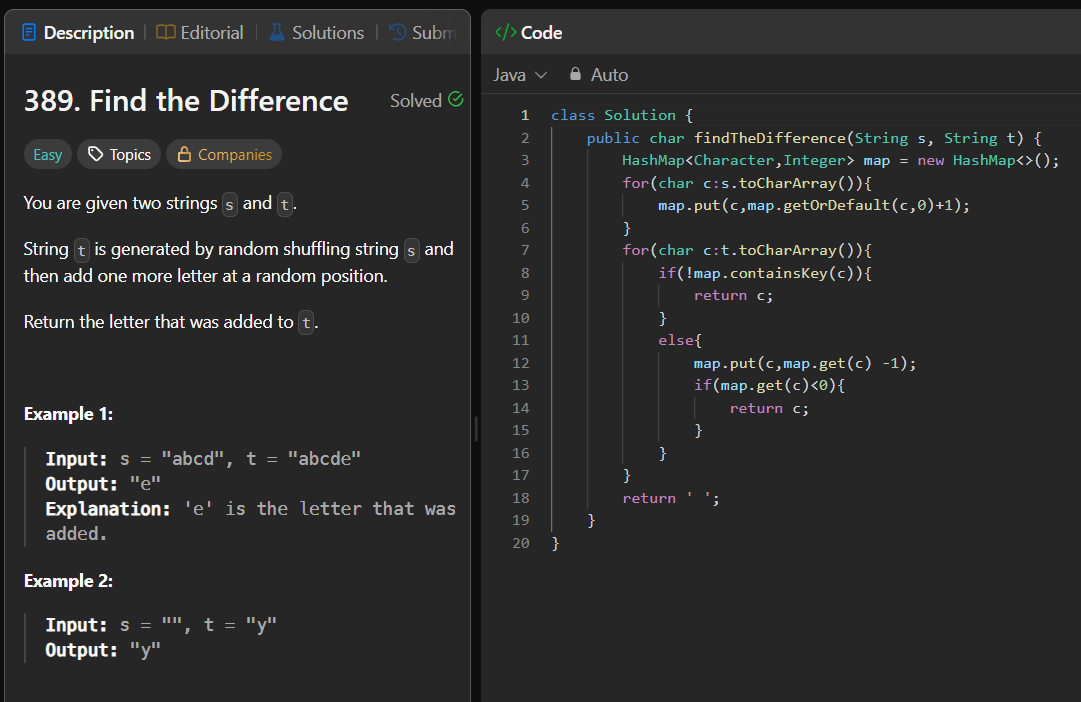 Description | Editorial | Solutions | Subm
389. Find the Difference
Solved
Easy Topics Companies
You are given two strings s and t.
String t is generated by random shuffling string s and
then add one more letter at a random position.
Return the letter that was added to t.
Example 1:
Input: s = "abcd", t = "abcde"
Output: "e"
Explanation: 'e' is the letter that was
added.
Example 2:
Input: s = "", t = "y"
Output: "y"
</> Code
Java Auto
1 class Solution {
2     public char findTheDifference(String s, String t) {
3         HashMap<Character,Integer> map = new HashMap<>();
4         for(char c:s.toCharArray()){
5             map.put(c,map.getOrDefault(c,0)+1);
6         }
7         for(char c:t.toCharArray()){
8             if(!map.containsKey(c)){
9                 return c;
10             }
11             else{
12                 map.put(c,map.get(c) -1);
13                 if(map.get(c)<0){
14                     return c;
15                 }
16             }
17         }
18         return ' ';
19     }
20 }